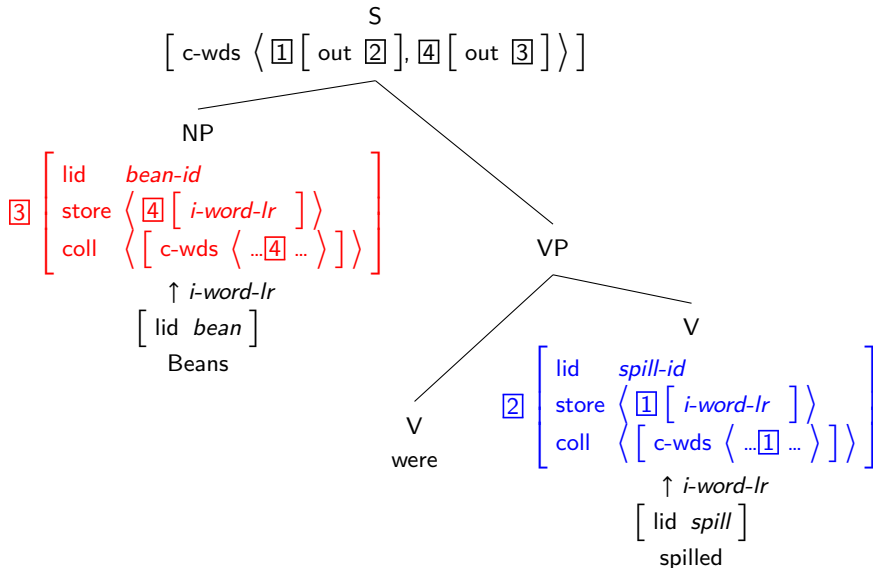 S
[ c-wds ⟨ 1 [ out 2 ], 4 [ out 3 ] ⟩ ]
NP
3 [ lid bean-id
store ⟨ 4 [ i-word-lr ] ⟩
coll ⟨ [ c-wds ⟨ ...4 ... ⟩ ] ⟩ ]
↑ i-word-lr
[ lid bean ]
Beans
VP
V
were
V
2 [ lid spill-id
store ⟨ 1 [ i-word-lr ] ⟩
coll ⟨ [ c-wds ⟨ ...1 ... ⟩ ] ⟩ ]
↑ i-word-lr
[ lid spill ]
spilled